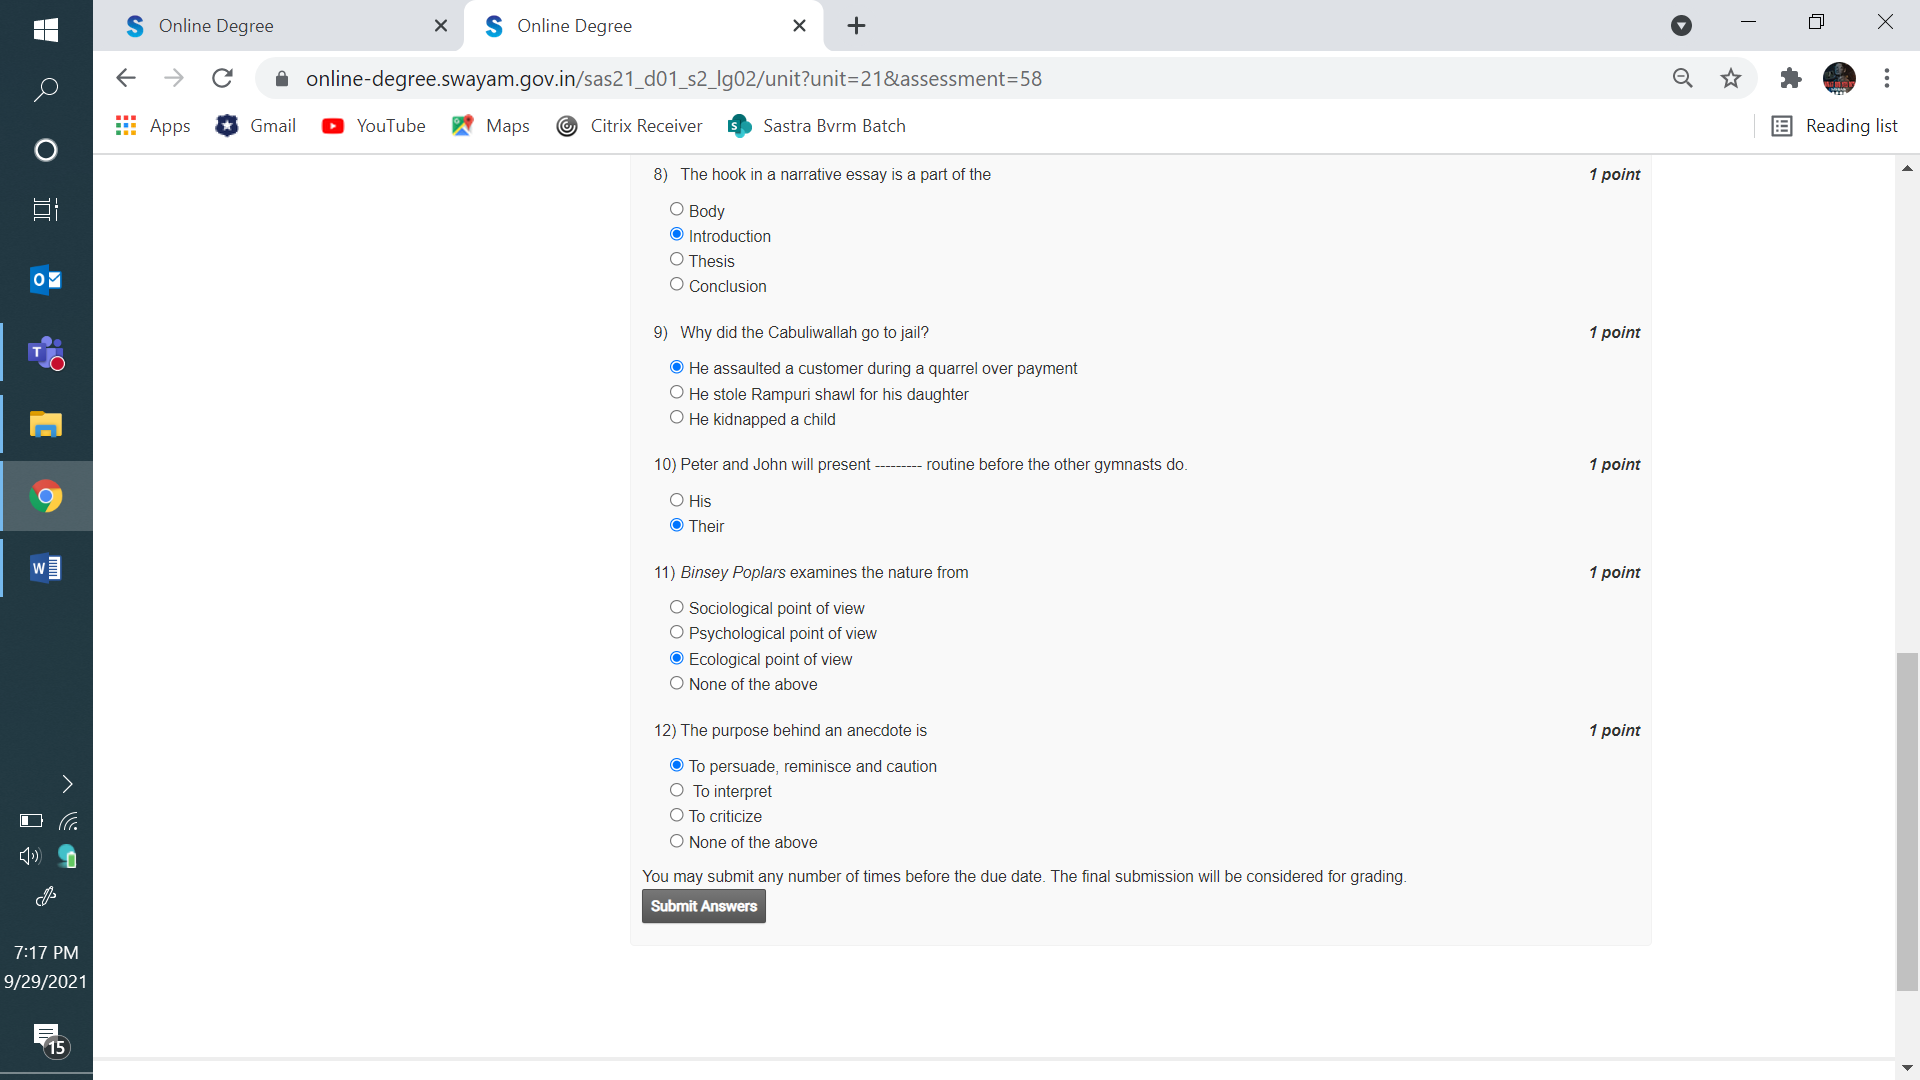 Online Degree
Online Degree
online-degree.swayam.gov.in/sas21_d01_s2_lg02/unit?unit=21&assessment=58
Apps Gmail YouTube Maps Citrix Receiver Sastra Bvrm Batch Reading list
8) The hook in a narrative essay is a part of the 1 point
Body
Introduction
Thesis
Conclusion
9) Why did the Cabuliwallah go to jail? 1 point
He assaulted a customer during a quarrel over payment
He stole Rampuri shawl for his daughter
He kidnapped a child
10) Peter and John will present --------- routine before the other gymnasts do. 1 point
His
Their
11) Binsey Poplars examines the nature from 1 point
Sociological point of view
Psychological point of view
Ecological point of view
None of the above
12) The purpose behind an anecdote is 1 point
To persuade, reminisce and caution
To interpret
To criticize
None of the above
You may submit any number of times before the due date. The final submission will be considered for grading.
Submit Answers
7:17 PM
9/29/2021
15